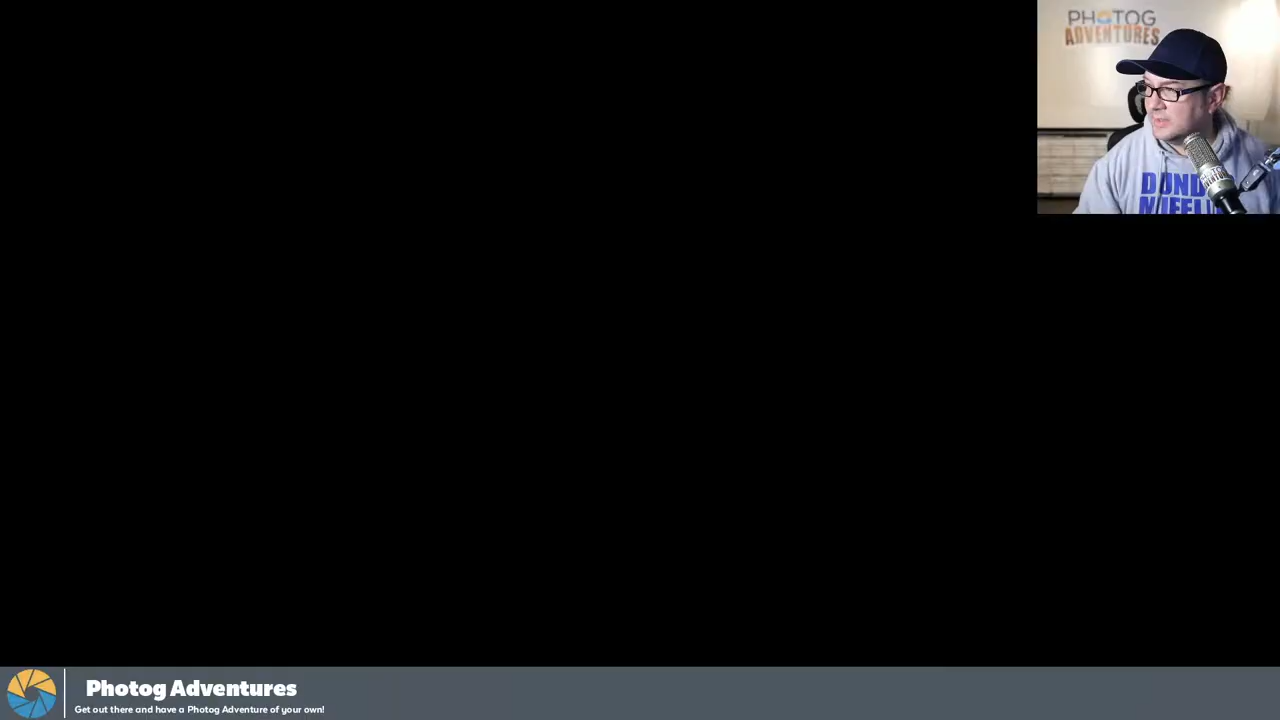 PHOTOG
ADVENTURES
Photog Adventures
Get out there and have a Photog Adventure of your own!